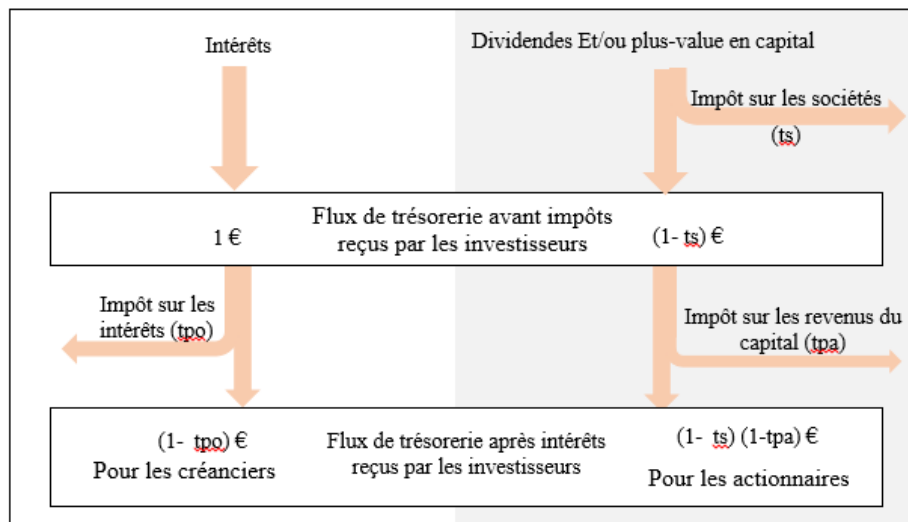 Intérêts
Dividendes Et/ou plus-value en capital
Impôt sur les sociétés
(ts)
Flux de trésorerie avant impôts
reçus par les investisseurs
1 €
(1- ts) €
Impôt sur les
intérêts (tpo)
Impôt sur les revenus du
capital (tpa)
(1- tpo) €
Pour les créanciers
Flux de trésorerie après intérêts
reçus par les investisseurs
(1- ts) (1-tpa) €
Pour les actionnaires